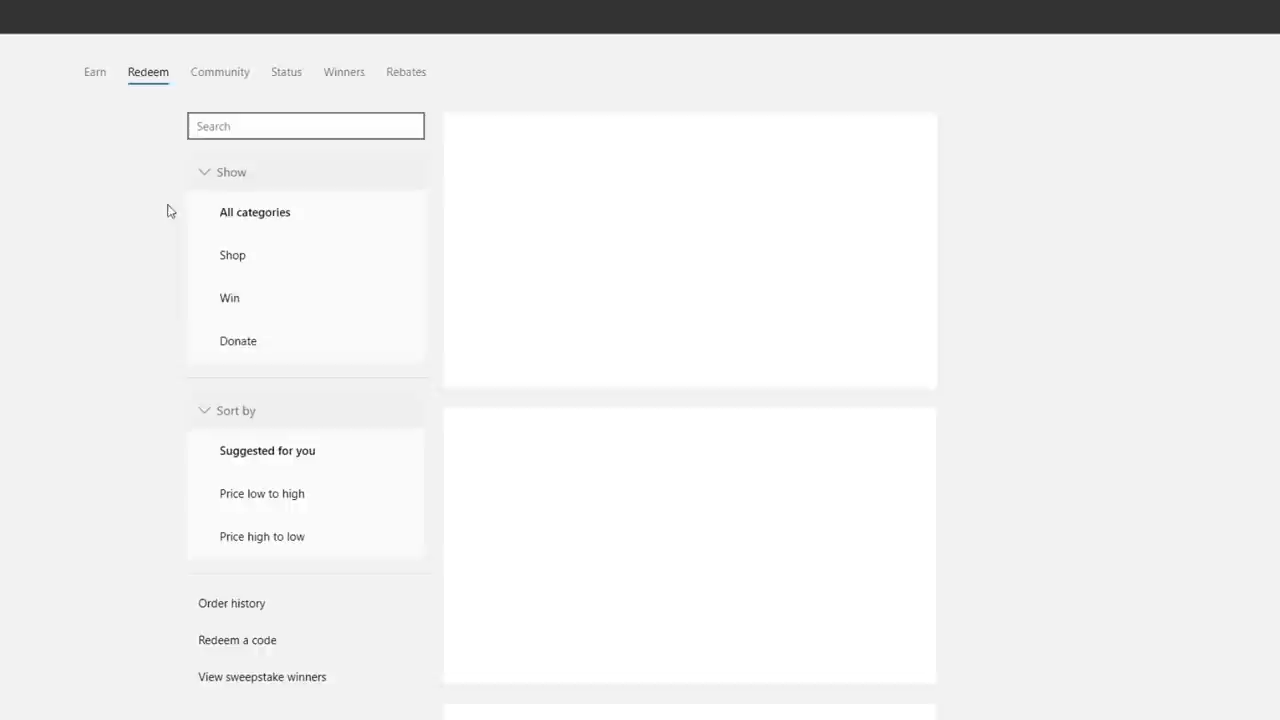 Earn Redeem Community Status Winners Rebates
Search
Show
All categories
Shop
Win
Donate
Sort by
Suggested for you
Price low to high
Price high to low
Order history
Redeem a code
View sweepstake winners